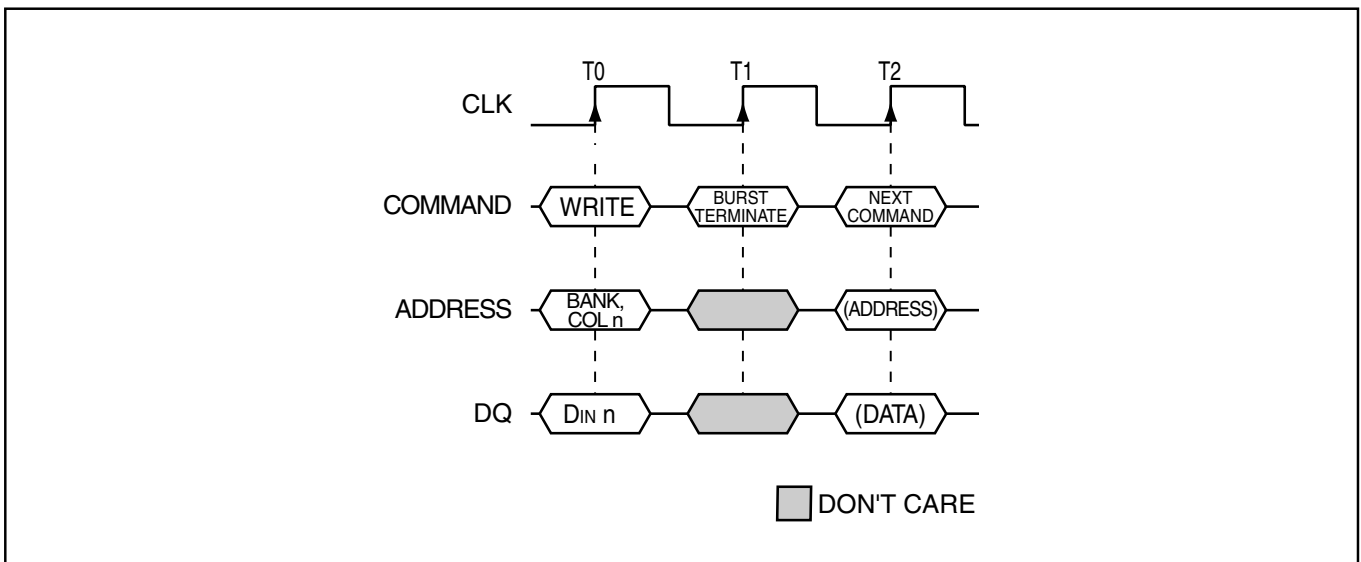 T0 T1 T2
CLK
COMMAND WRITE BURST TERMINATE NEXT COMMAND
ADDRESS BANK, COL n (ADDRESS)
DQ DIN n (DATA)
DON'T CARE